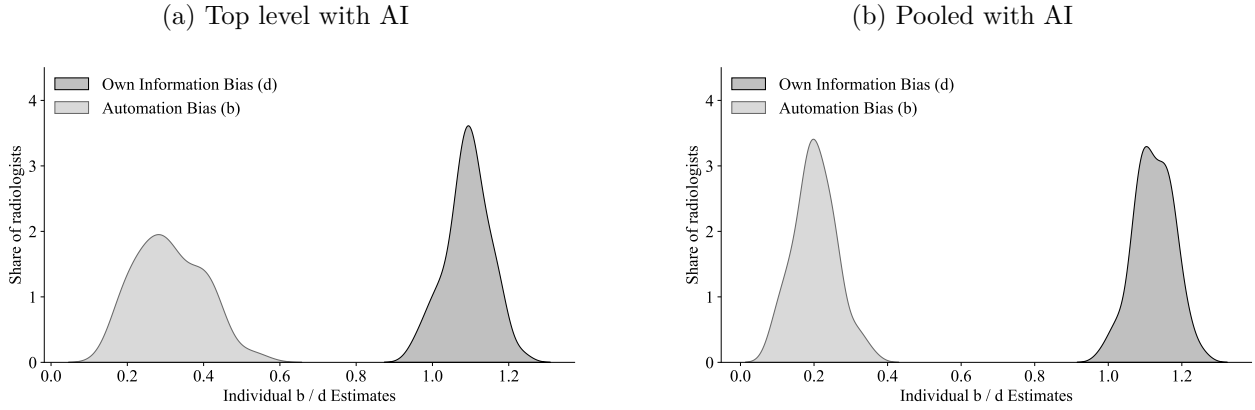 (a) Top level with AI
Own Information Bias (d)
Automation Bias (b)
Share of radiologists
4
3
2
1
0
0.0 0.2 0.4 0.6 0.8 1.0 1.2
Individual b / d Estimates
(b) Pooled with AI
Own Information Bias (d)
Automation Bias (b)
Share of radiologists
4
3
2
1
0
0.0 0.2 0.4 0.6 0.8 1.0 1.2
Individual b / d Estimates